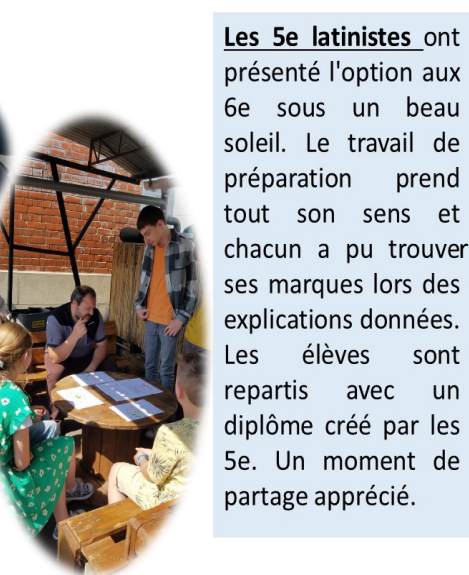 Les 5e latinistes ont
présenté l'option aux
6e sous un beau
soleil. Le travail de
préparation prend
tout son sens et
chacun a pu trouver
ses marques lors des
explications données.
Les élèves sont
repartis avec un
diplôme créé par les
5e. Un moment de
partage apprécié.